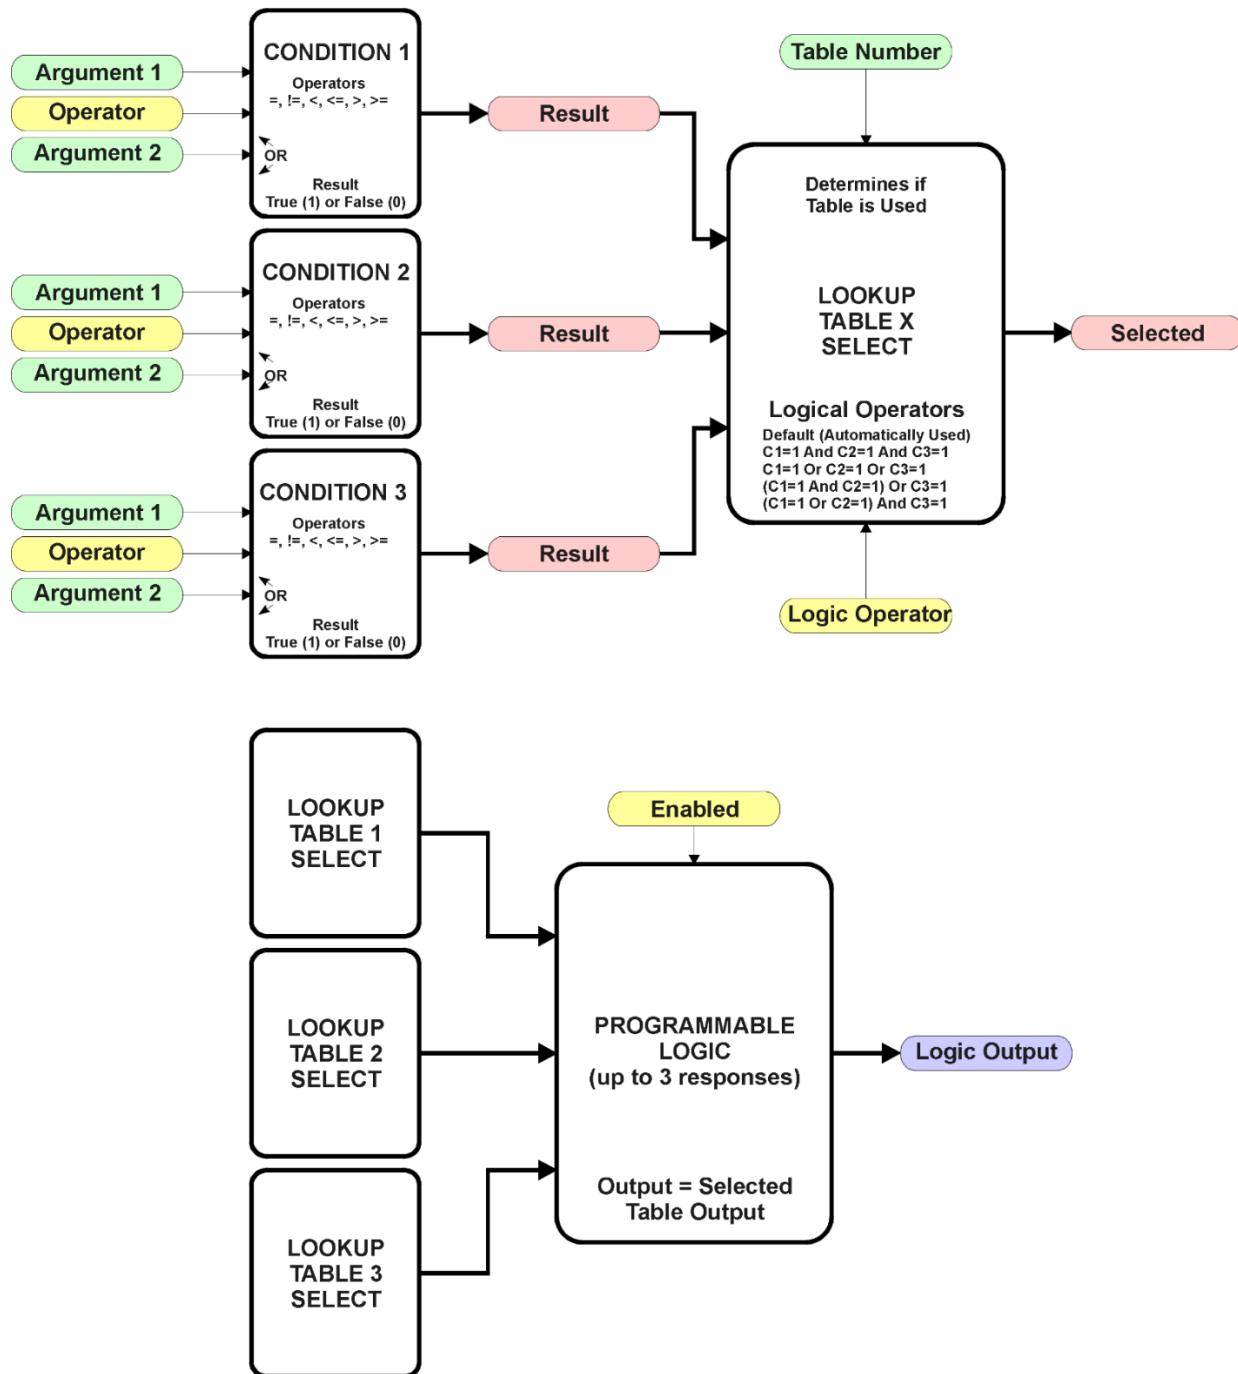 CONDITION 1
Argument 1
Operators
=, !=, <, <=, >, >=
Operator
Argument 2
OR
Result
True (1) or False (0)
Result
Table Number
Determines if
Table is Used
CONDITION 2
Argument 1
Operators
=, !=, <, <=, >, >=
Operator
Argument 2
OR
Result
True (1) or False (0)
Result
LOOKUP
TABLE X
SELECT
Selected
Logical Operators
Default (Automatically Used)
C1=1 And C2=1 And C3=1
C1=1 Or C2=1 Or C3=1
(C1=1 And C2=1) Or C3=1
(C1=1 Or C2=1) And C3=1
CONDITION 3
Argument 1
Operators
=, !=, <, <=, >, >=
Operator
Argument 2
OR
Result
True (1) or False (0)
Result
Logic Operator
LOOKUP
TABLE 1
SELECT
Enabled
LOOKUP
TABLE 2
SELECT
PROGRAMMABLE
LOGIC
(up to 3 responses)
Logic Output
Output = Selected
Table Output
LOOKUP
TABLE 3
SELECT